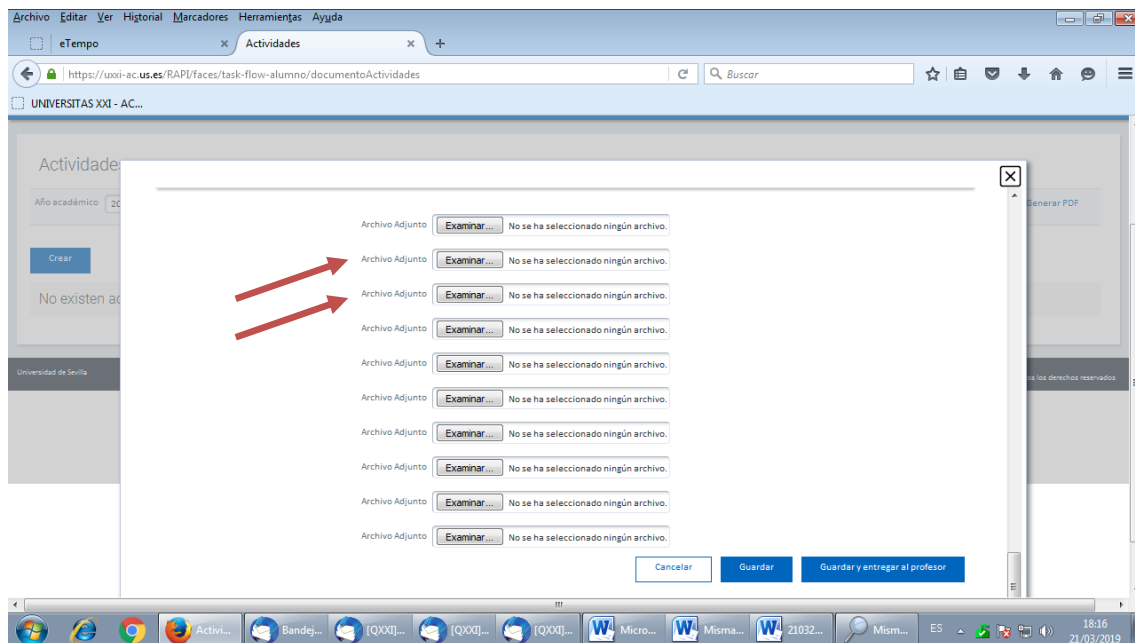 Archivo Editar Ver Historial Marcadores Herramientas Ayuda
eTempo × Actividades × +
https://uxxi-ac.us.es/RAPI/faces/task-flow-alumno/documentoActividades Buscar
UNIVERSITAS XXI - AC...
Actividade
Año académico 20 Generar PDF
Crear
No existen ac
Universidad de Sevilla os los derechos reservados
Archivo Adjunto Examinar... No se ha seleccionado ningún archivo.
Archivo Adjunto Examinar... No se ha seleccionado ningún archivo.
Archivo Adjunto Examinar... No se ha seleccionado ningún archivo.
Archivo Adjunto Examinar... No se ha seleccionado ningún archivo.
Archivo Adjunto Examinar... No se ha seleccionado ningún archivo.
Archivo Adjunto Examinar... No se ha seleccionado ningún archivo.
Archivo Adjunto Examinar... No se ha seleccionado ningún archivo.
Archivo Adjunto Examinar... No se ha seleccionado ningún archivo.
Archivo Adjunto Examinar... No se ha seleccionado ningún archivo.
Archivo Adjunto Examinar... No se ha seleccionado ningún archivo.
Cancelar Guardar Guardar y entregar al profesor
Activi... Bandej... [QXXI]... [QXXI]... [QXXI]... Micro... Misma... 21032... Mism... ES 18:16
21/03/2019